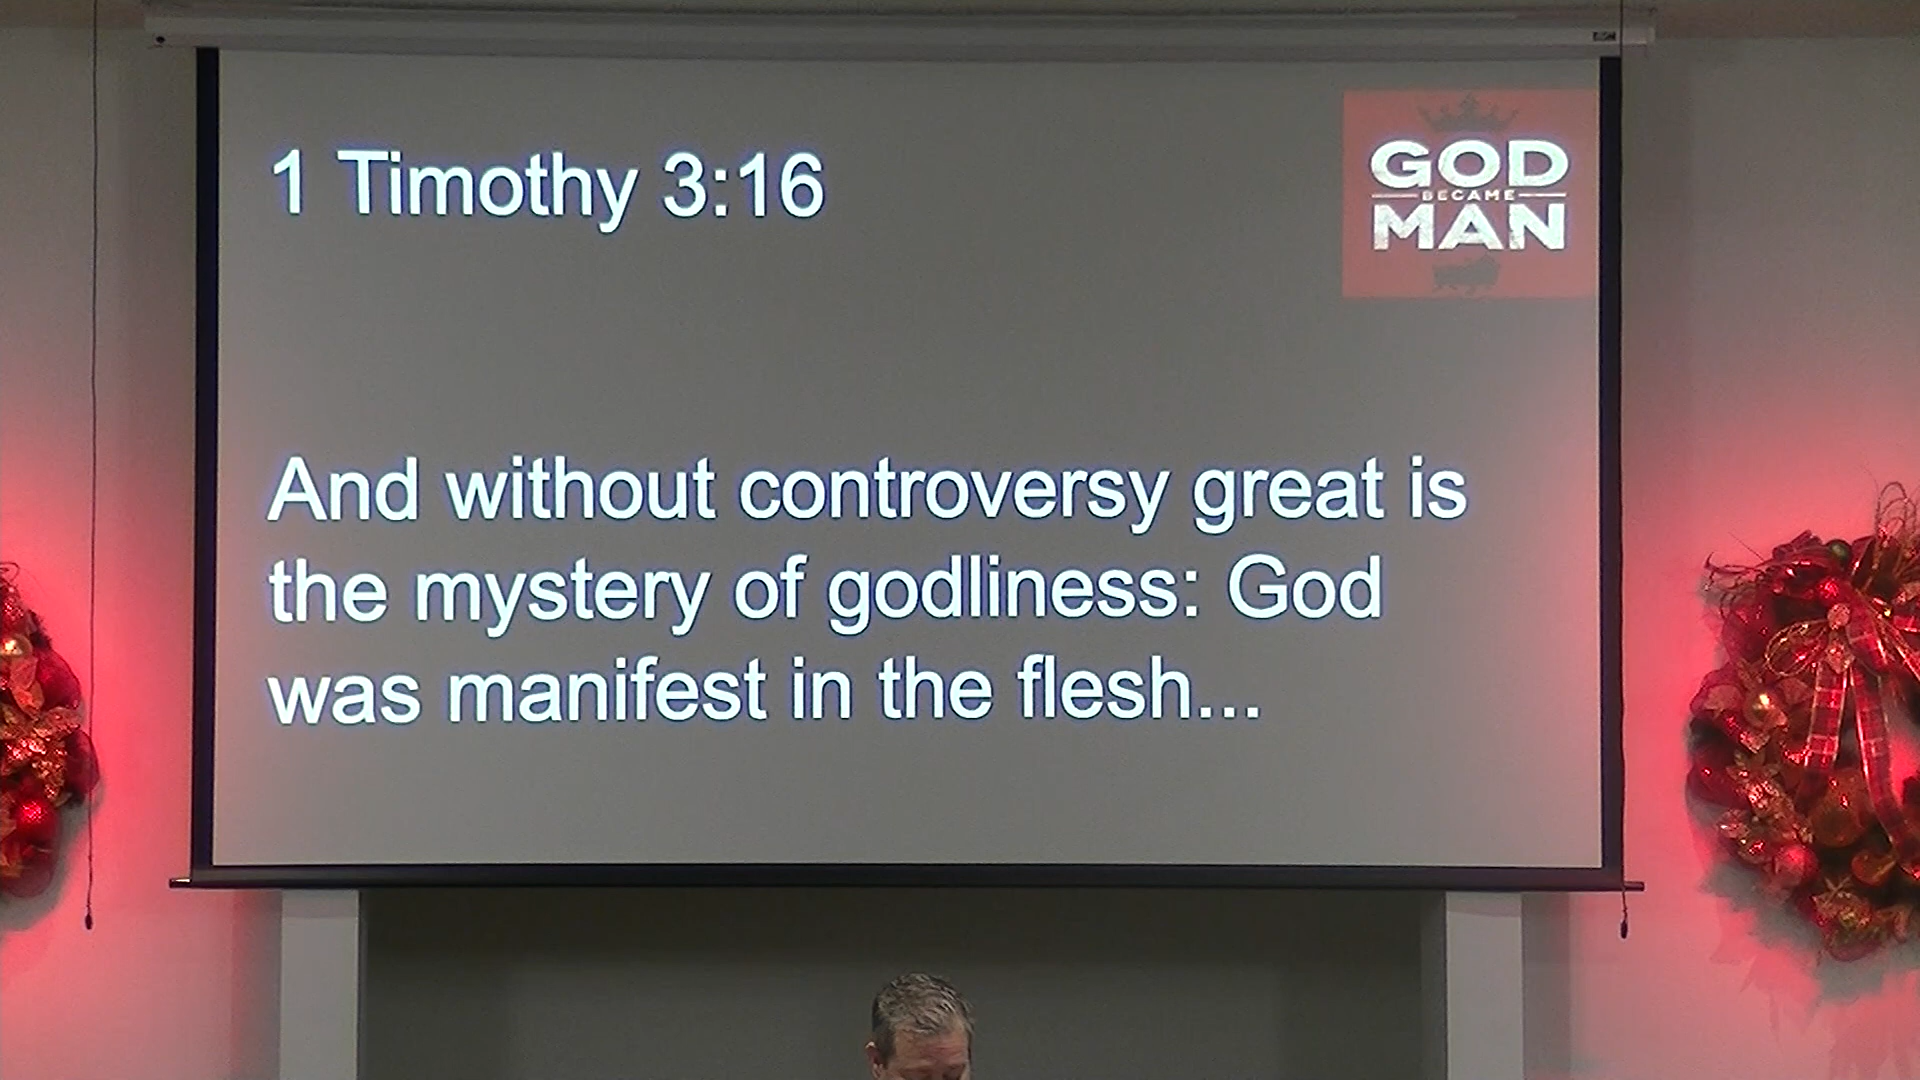 1 Timothy 3:16
GOD
BECAME
MAN
And without controversy great is
the mystery of godliness: God
was manifest in the flesh...